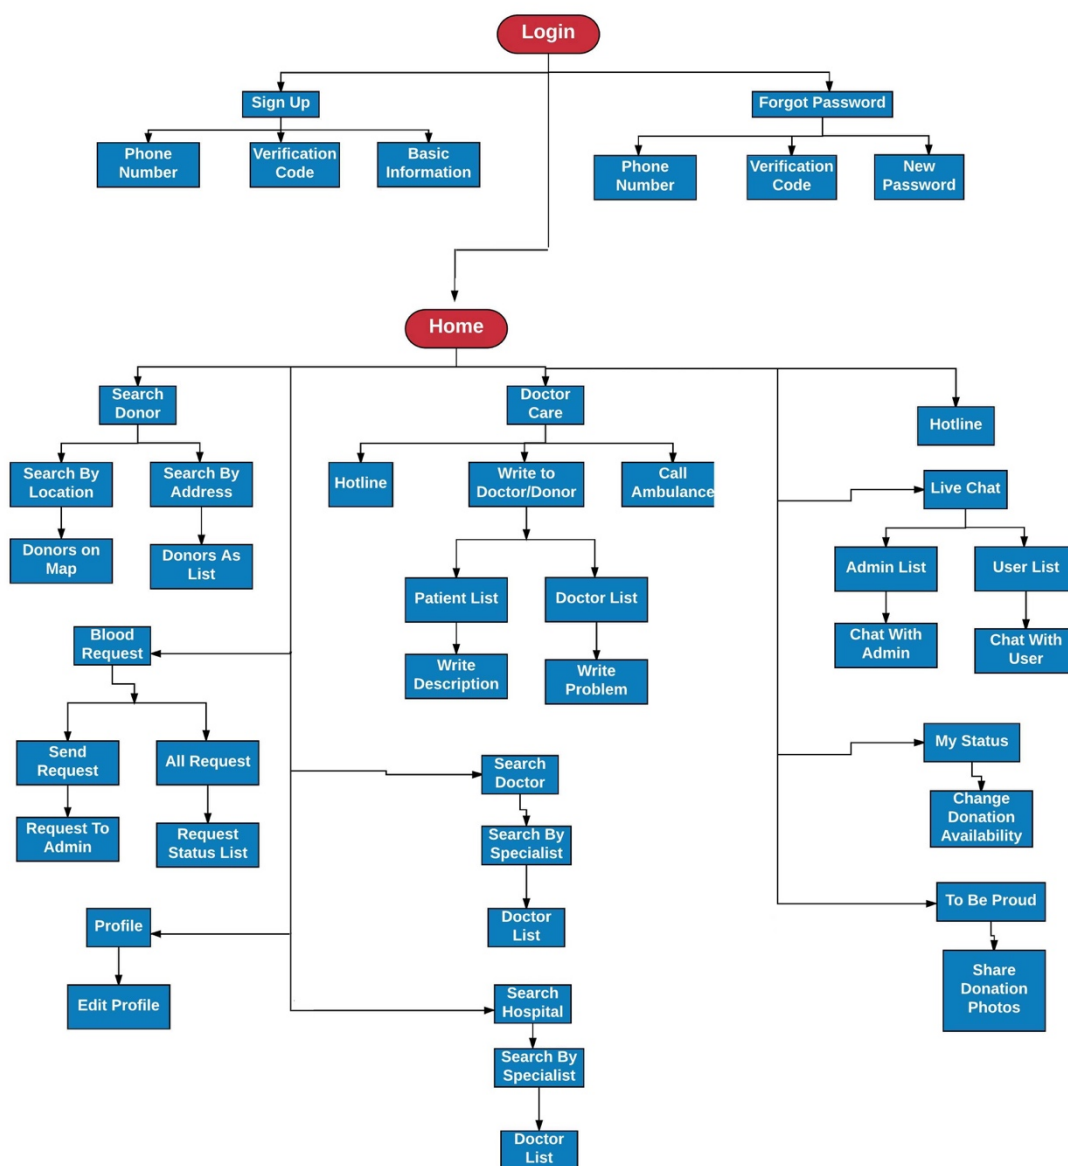 Login
Sign Up
Forgot Password
Phone
Number
Verification
Code
Basic
Information
Phone
Number
Verification
Code
New
Password
Home
Search
Donor
Doctor
Care
Hotline
Search By
Location
Search By
Address
Hotline
Write to
Doctor/Donor
Call
Ambulance
Live Chat
Donors on
Map
Donors As
List
Patient List
Doctor List
Admin List
User List
Blood
Request
Write
Description
Write
Problem
Chat With
Admin
Chat With
User
Send
Request
All Request
Search
Doctor
My Status
Request To
Admin
Request
Status List
Search By
Specialist
Change
Donation
Availability
Profile
Doctor
List
To Be Proud
Edit Profile
Search
Hospital
Share
Donation
Photos
Search By
Specialist
Doctor
List